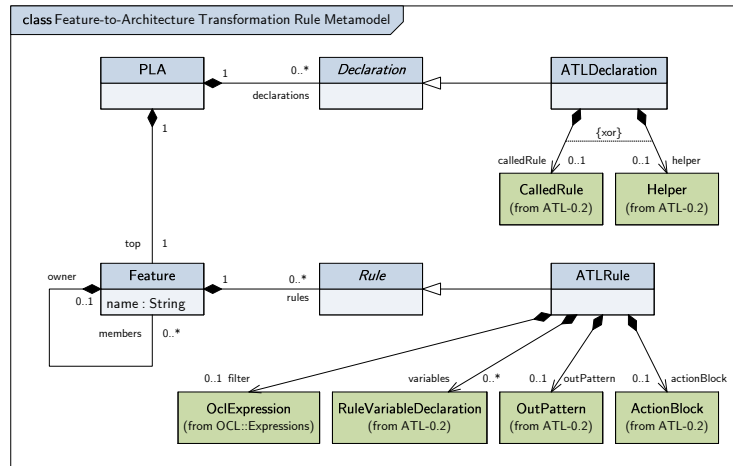 class Feature-to-Architecture Transformation Rule Metamodel
PLA
1
0..*
declarations
Declaration
ATLDeclaration
1
{xor}
calledRule
0..1
0..1
helper
CalledRule
(from ATL-0.2)
Helper
(from ATL-0.2)
top
1
owner
0..1
Feature
name : String
1
0..*
rules
Rule
ATLRule
members
0..*
0..1
filter
variables
0..*
0..1
outPattern
0..1
actionBlock
OclExpression
(from OCL::Expressions)
RuleVariableDeclaration
(from ATL-0.2)
OutPattern
(from ATL-0.2)
ActionBlock
(from ATL-0.2)